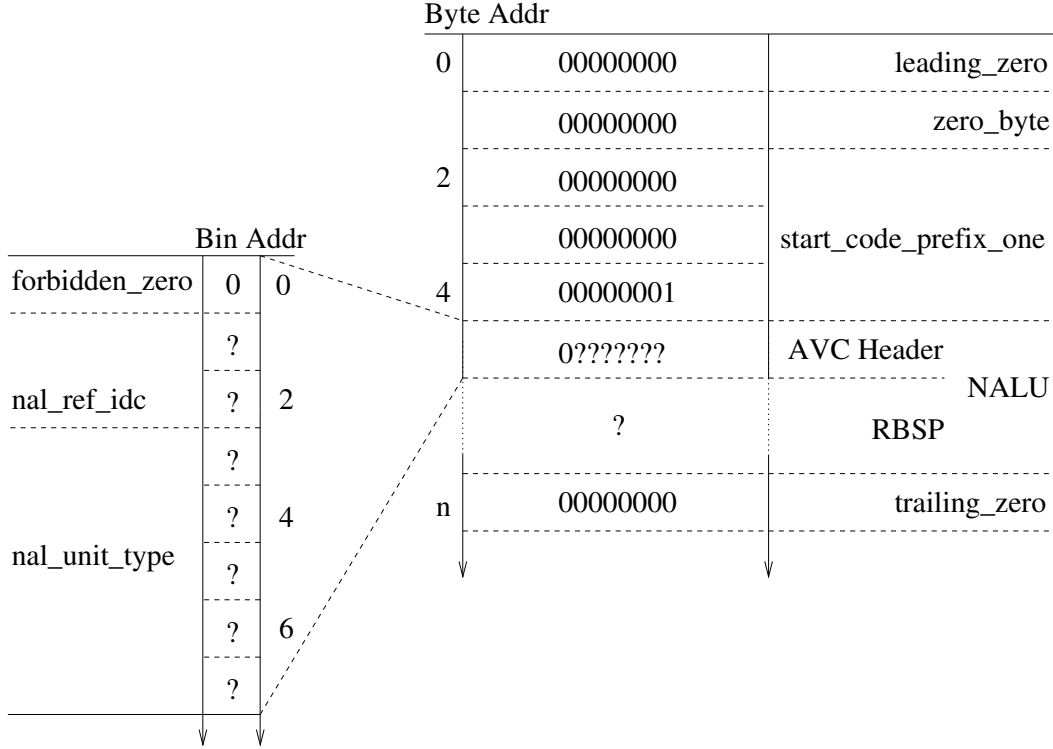 Byte Addr
0 00000000 leading_zero
00000000 zero_byte
2 00000000
00000000 start_code_prefix_one
4 00000001
0??????? AVC Header
NALU
? RBSP
n 00000000 trailing_zero
Bin Addr
forbidden_zero 0 0
?
nal_ref_idc ? 2
?
? 4
nal_unit_type ?
? 6
?